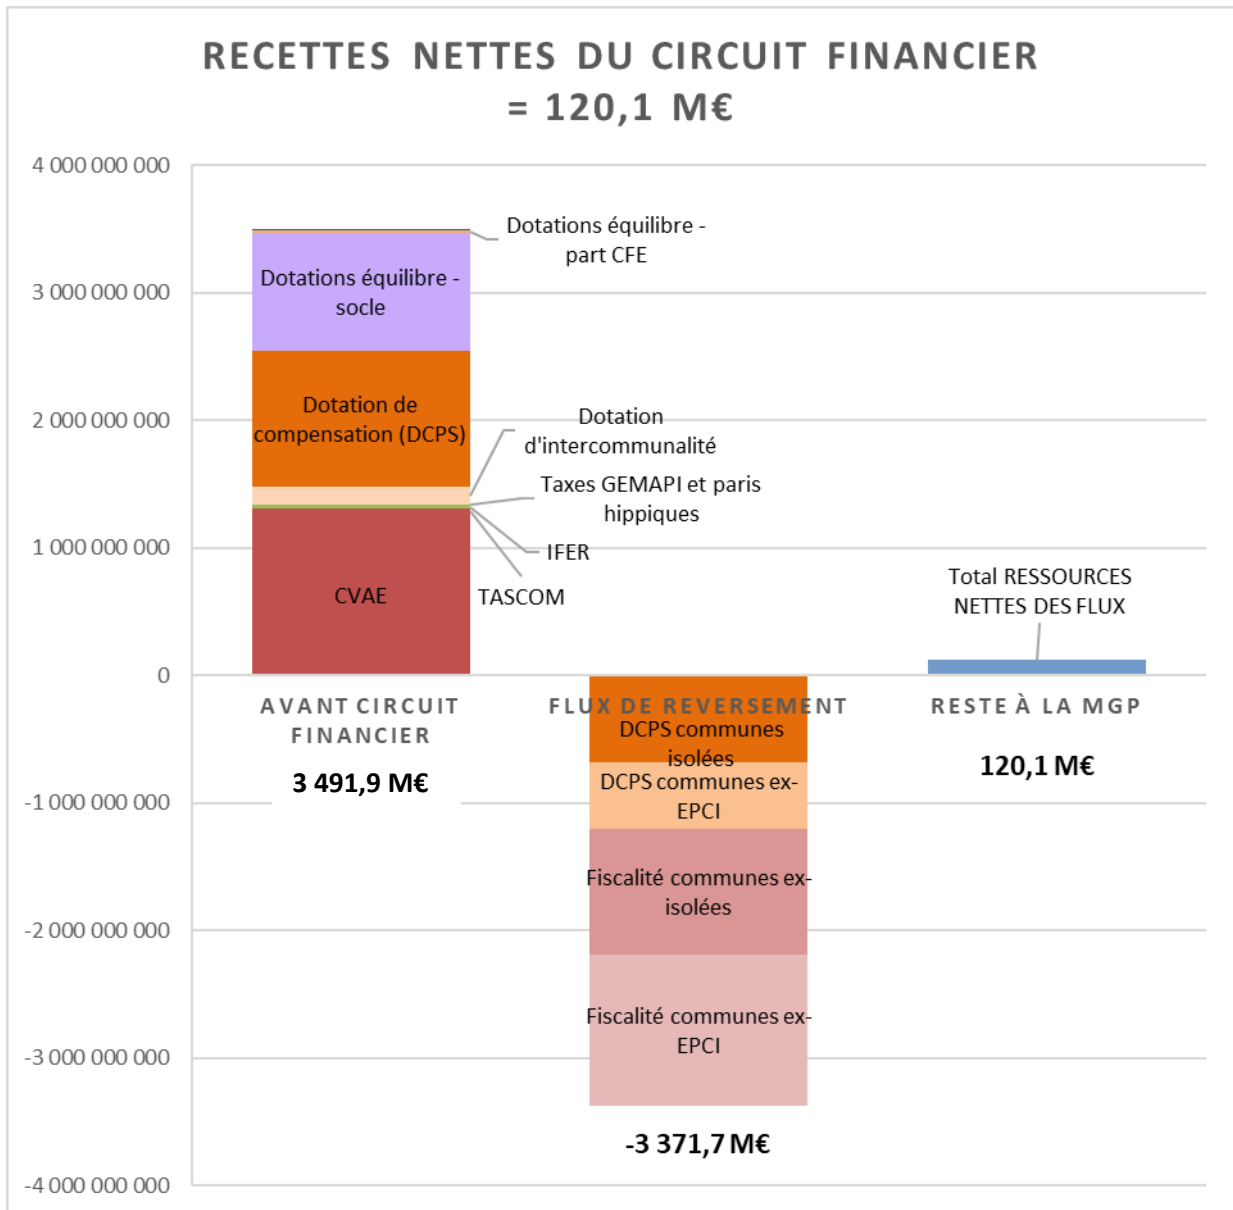 RECETTES NETTES DU CIRCUIT FINANCIER
= 120,1 M€
4 000 000 000
3 000 000 000
2 000 000 000
1 000 000 000
0
-1 000 000 000
-2 000 000 000
-3 000 000 000
-4 000 000 000
Dotations équilibre -
part CFE
Dotations équilibre -
socle
Dotation de
compensation (DCPS)
Dotation
d'intercommunalité
Taxes GEMAPI et paris
hippiques
IFER
TASCOM
CVAE
AVANT CIRCUIT
FINANCIER
3 491,9 M€
FLUX DE REVERSEMENT
DCPS communes
isolées
DCPS communes ex-
EPCI
Fiscalité communes ex-
isolées
Fiscalité communes ex-
EPCI
-3 371,7 M€
Total RESSOURCES
NETTES DES FLUX
RESTE À LA MGP
120,1 M€